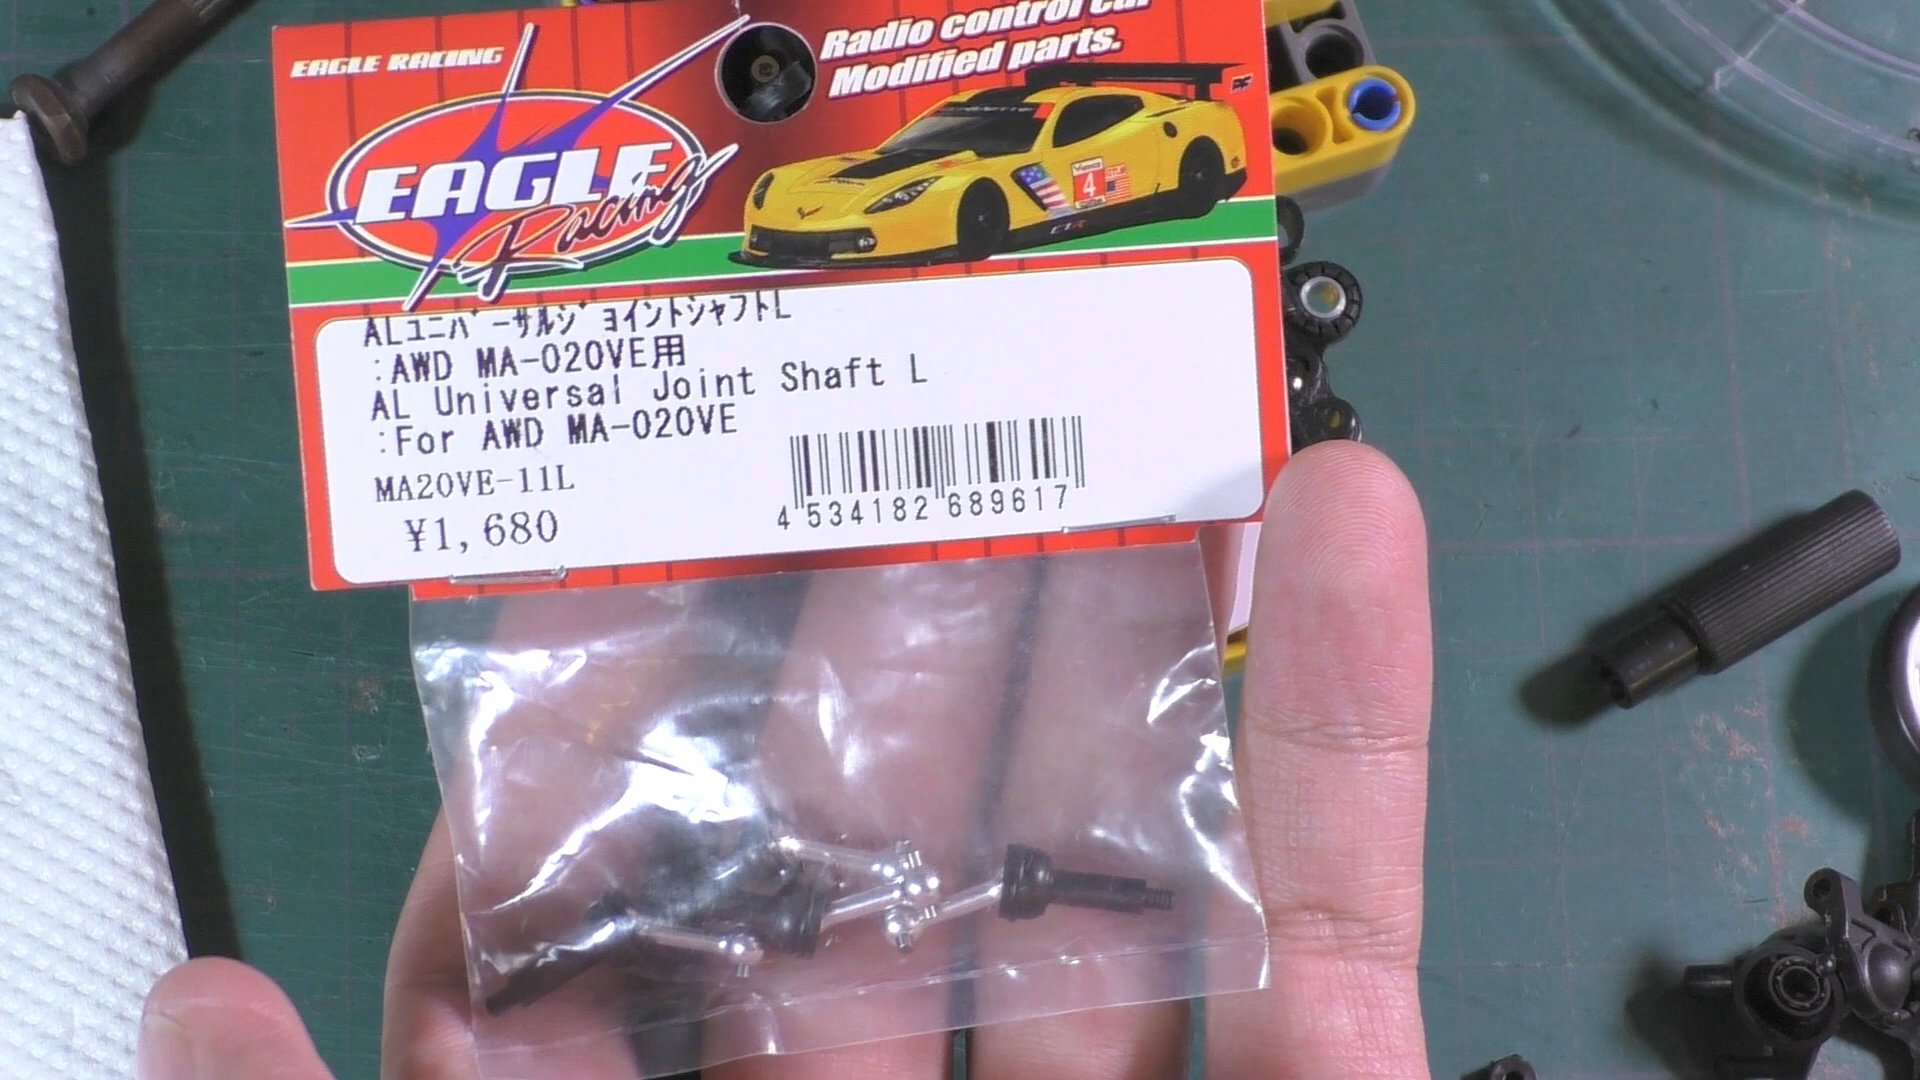 EAGLE RACING
Radio control car
Modified parts.
EAGLE
Racing
4
ALユニバーサルジョイントシャフトL
:AWD MA-020VE用
AL Universal Joint Shaft L
:For AWD MA-020VE
MA20VE-11L
¥1,680
4 534182 689617